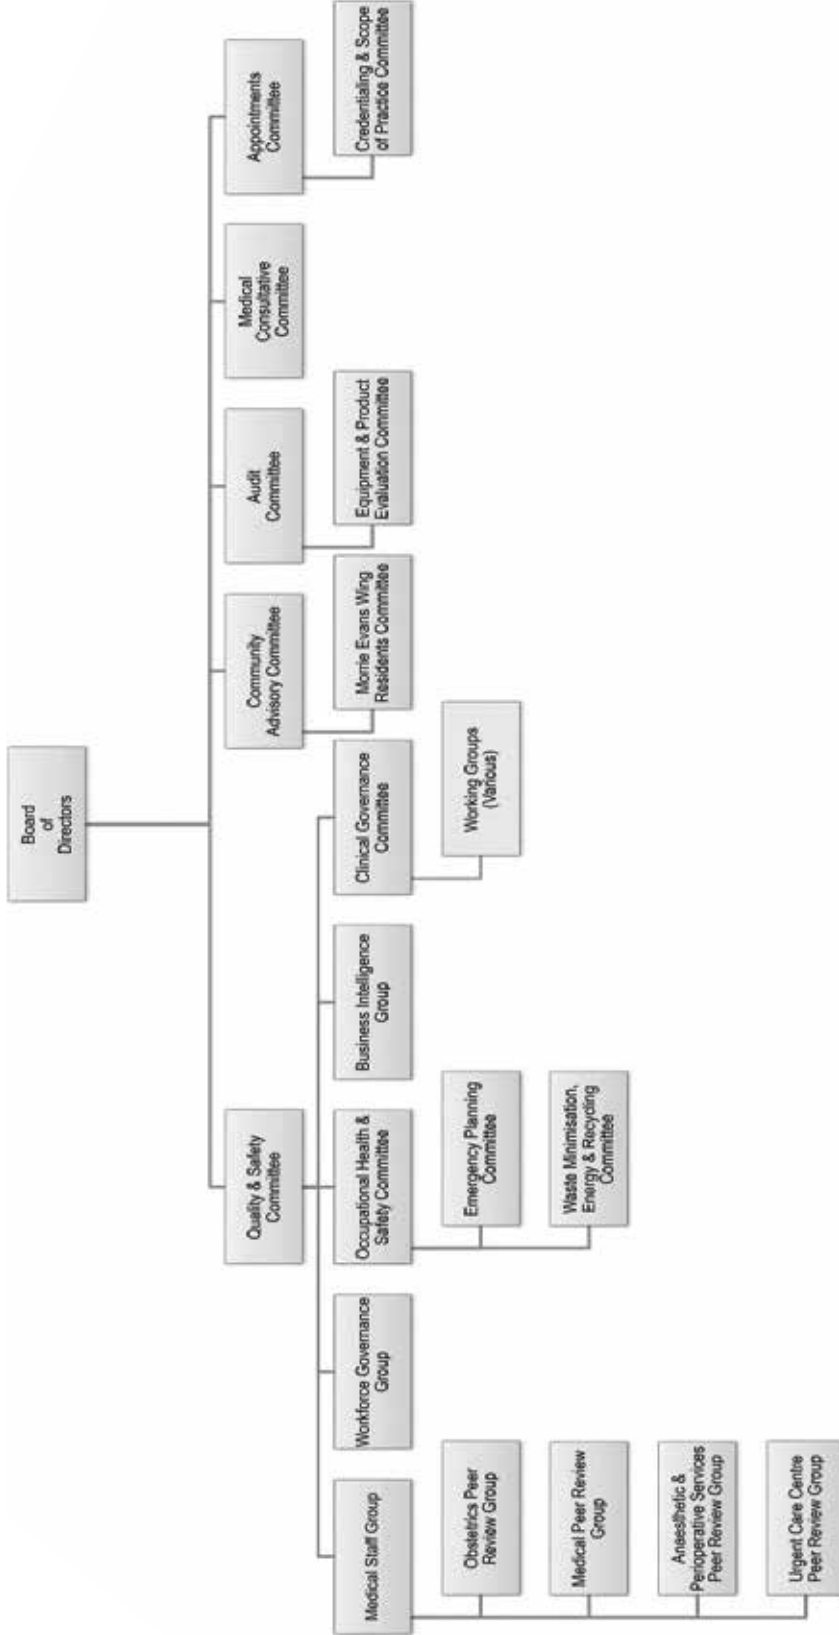 Board
of
Directors
Quality & Safety
Committee
Community
Advisory Committee
Audit
Committee
Medical
Consultative
Committee
Appointments
Committee
Medical Staff Group
Workforce Governance
Group
Occupational Health &
Safety Committee
Business Intelligence
Group
Clinical Governance
Committee
Morrie Evans Wing
Residents Committee
Equipment & Product
Evaluation Committee
Credentialing & Scope
of Practice Committee
Obstetrics Peer
Review Group
Emergency Planning
Committee
Working Groups
(Various)
Medical Peer Review
Group
Waste Minimisation,
Energy & Recycling
Committee
Anaesthetic &
Perioperative Services
Peer Review Group
Urgent Care Centre
Peer Review Group